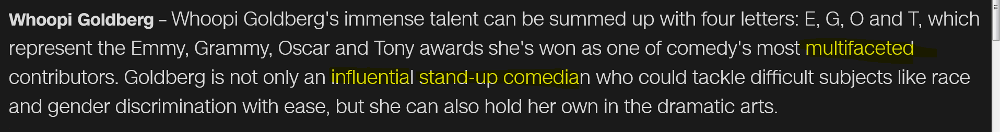 Whoopi Goldberg – Whoopi Goldberg's immense talent can be summed up with four letters: E, G, O and T, which
represent the Emmy, Grammy, Oscar and Tony awards she's won as one of comedy's most multifaceted
contributors. Goldberg is not only an influential stand-up comedian who could tackle difficult subjects like race
and gender discrimination with ease, but she can also hold her own in the dramatic arts.